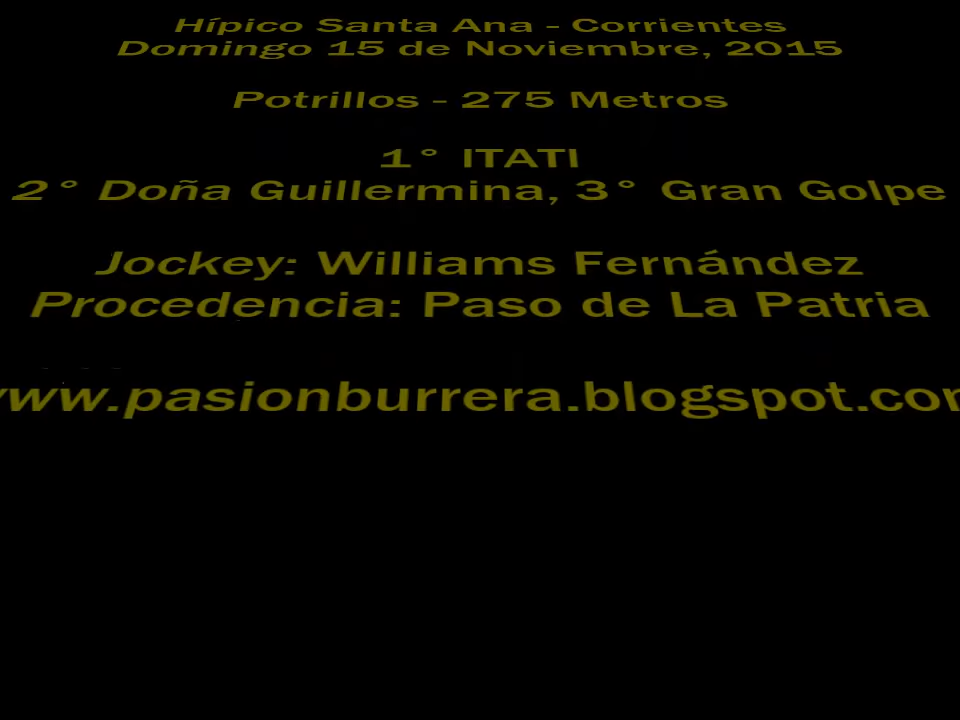 Hípico Santa Ana - Corrientes
Domingo 15 de Noviembre, 2015
Potrillos - 275 Metros
1° ITATI
2° Doña Guillermina, 3° Gran Golpe
Jockey: Williams Fernández
Procedencia: Paso de La Patria
www.pasionburrera.blogspot.com